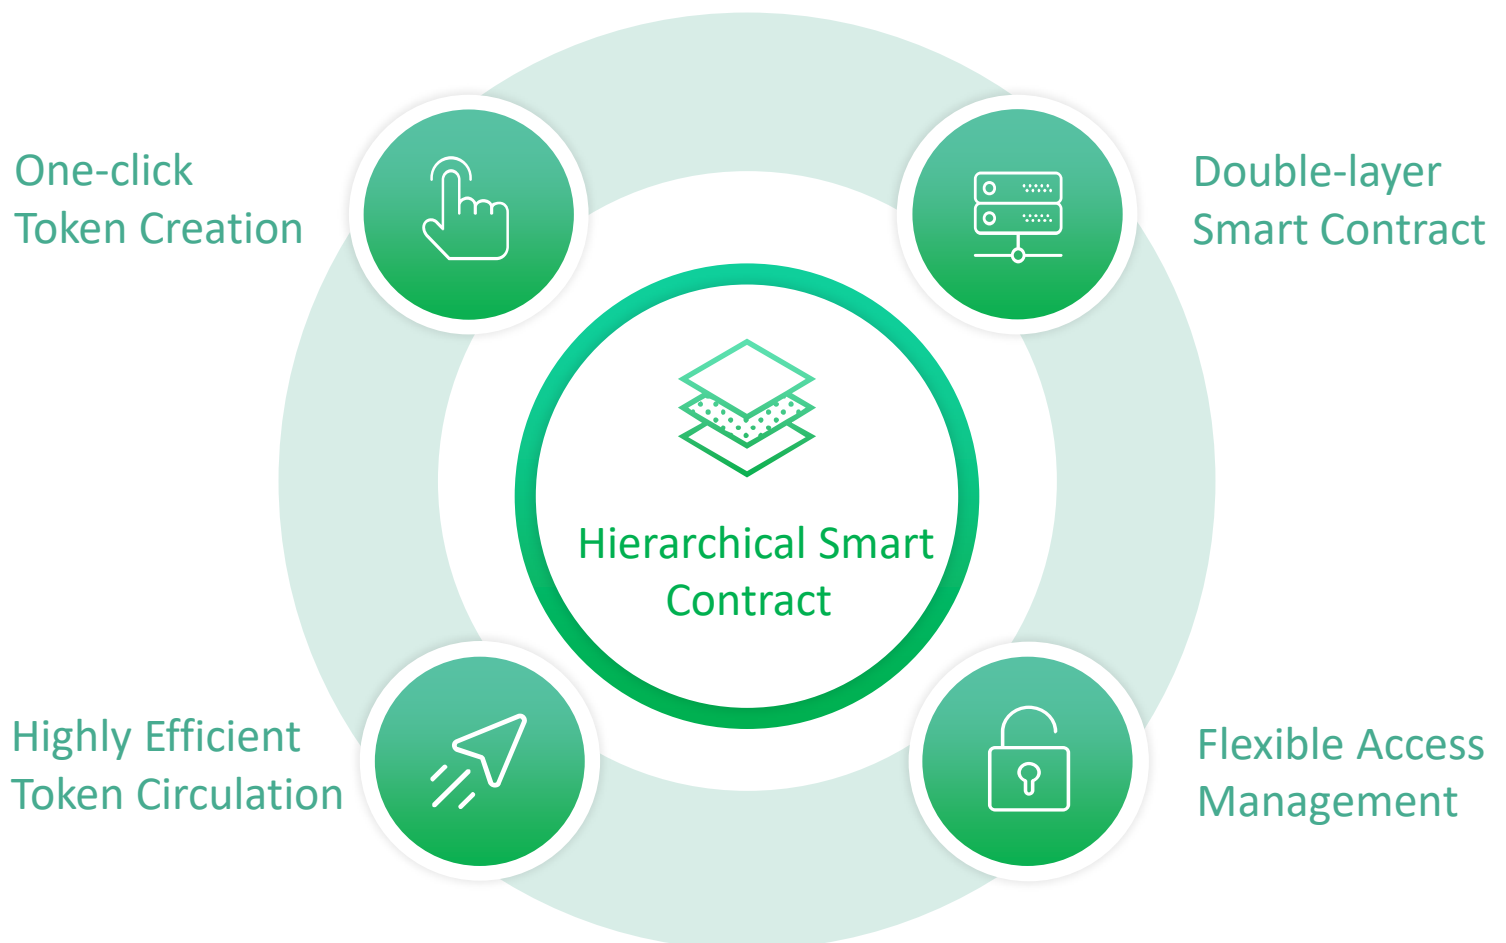 One-click
Token Creation
Double-layer
Smart Contract
Hierarchical Smart
Contract
Highly Efficient
Token Circulation
Flexible Access
Management